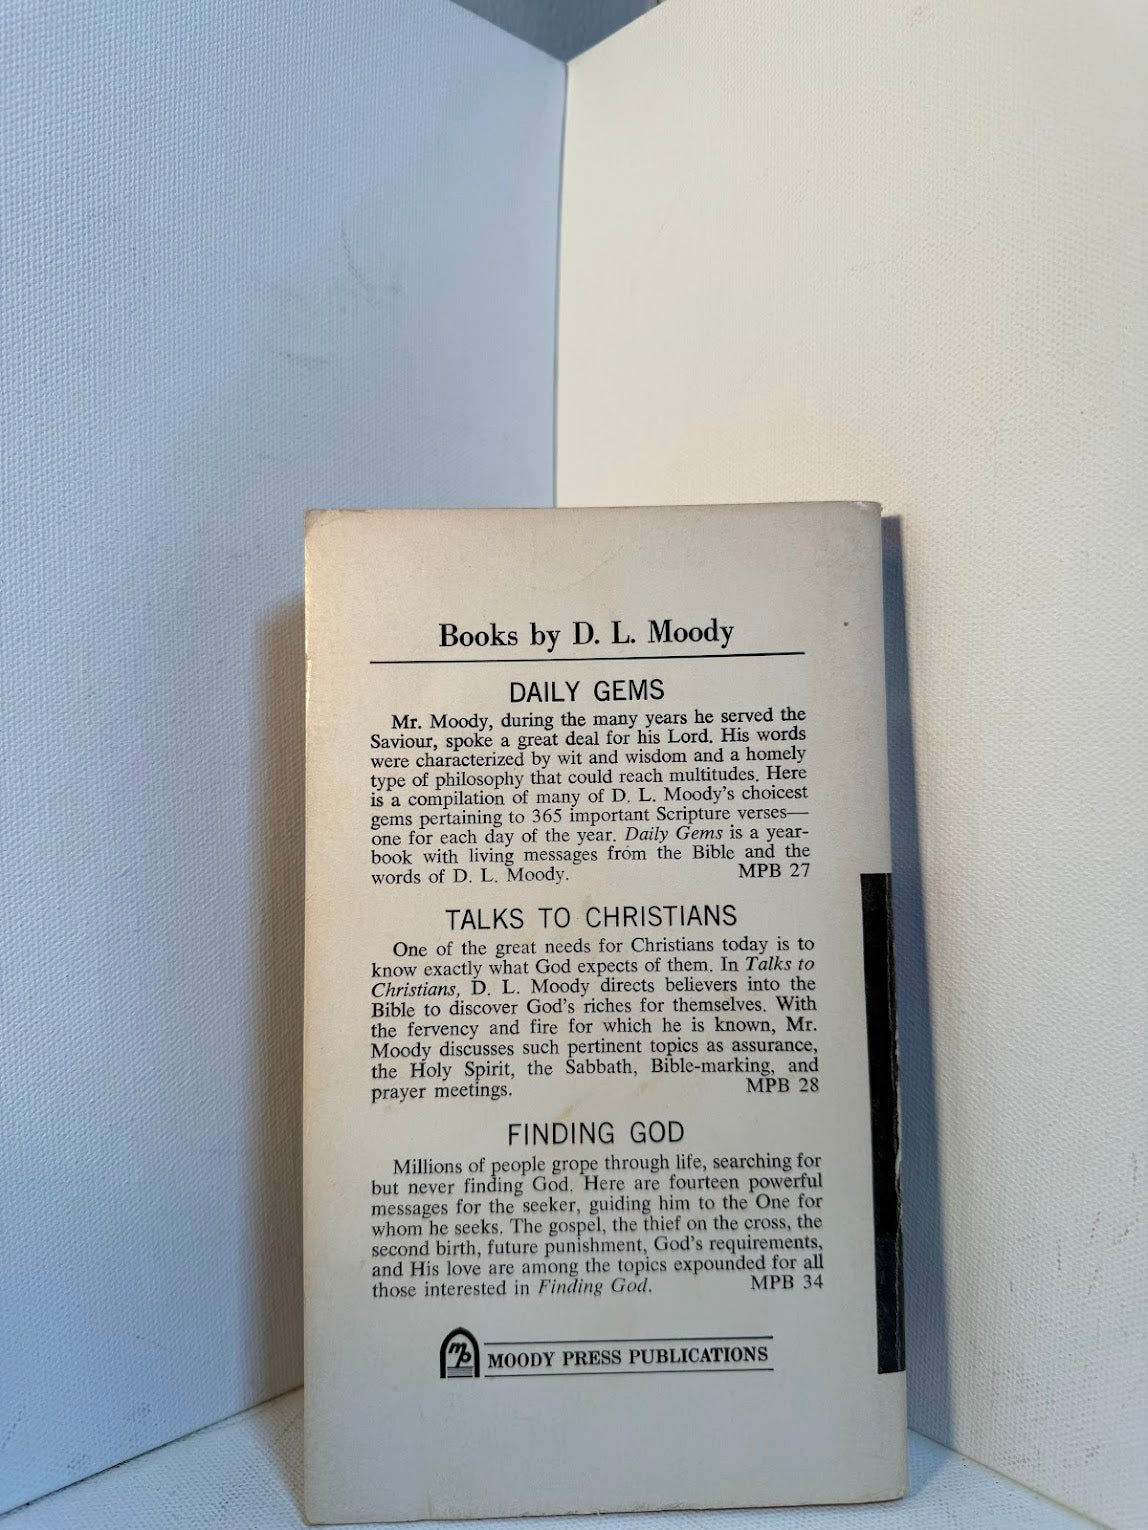 Books by D. L. Moody
DAILY GEMS
Mr. Moody, during the many years he served the
Saviour, spoke a great deal for his Lord. His words
were characterized by wit and wisdom and a homely
type of philosophy that could reach multitudes. Here
is a compilation of many of D. L. Moody's choicest
gems pertaining to 365 important Scripture verses—
one for each day of the year. Daily Gems is a year-
book with living messages from the Bible and the
words of D. L. Moody. MPB 27
TALKS TO CHRISTIANS
One of the great needs for Christians today is to
know exactly what God expects of them. In Talks to
Christians, D. L. Moody directs believers into the
Bible to discover God's riches for themselves. With
the fervency and fire for which he is known, Mr.
Moody discusses such pertinent topics as assurance,
the Holy Spirit, the Sabbath, Bible-marking, and
prayer meetings. MPB 28
FINDING GOD
Millions of people grope through life, searching for
but never finding God. Here are fourteen powerful
messages for the seeker, guiding him to the One for
whom he seeks. The gospel, the thief on the cross, the
second birth, future punishment, God's requirements,
and His love are among the topics expounded for all
those interested in Finding God. MPB 34
mp MOODY PRESS PUBLICATIONS